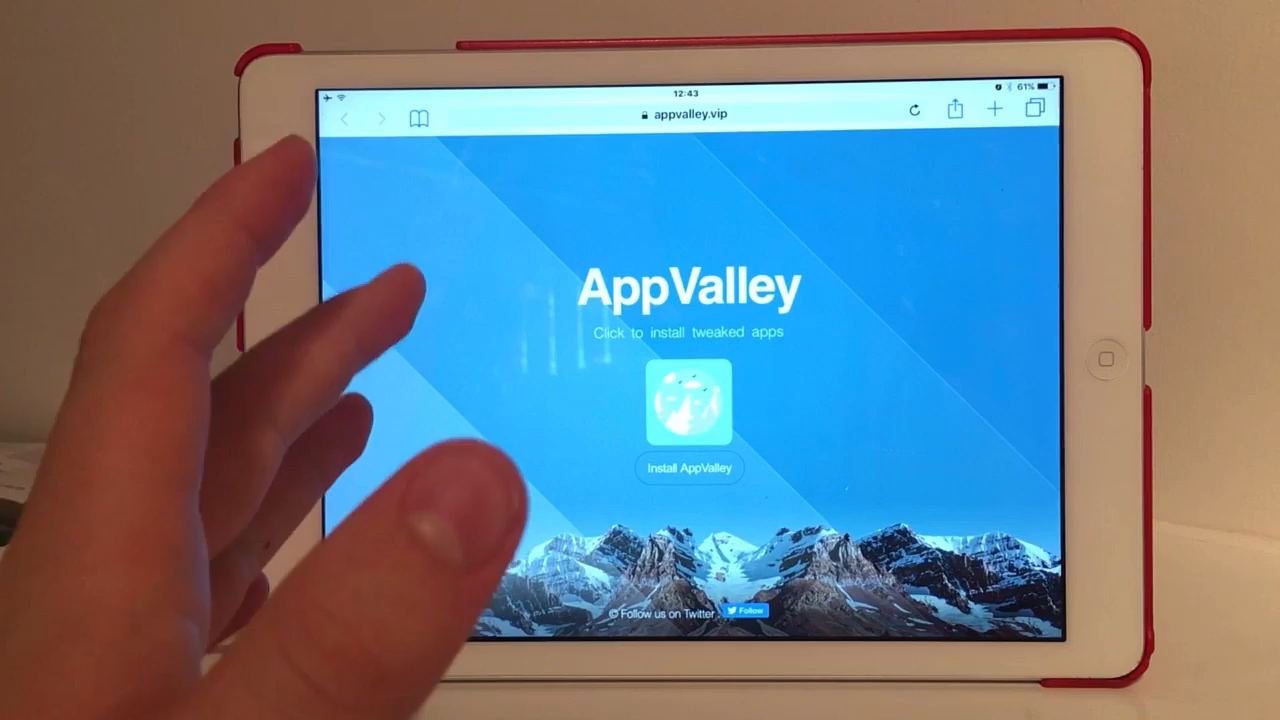 12:43
61%
appvalley.vip
AppValley
Click to install tweaked apps
Install AppValley
© Follow us on Twitter Follow